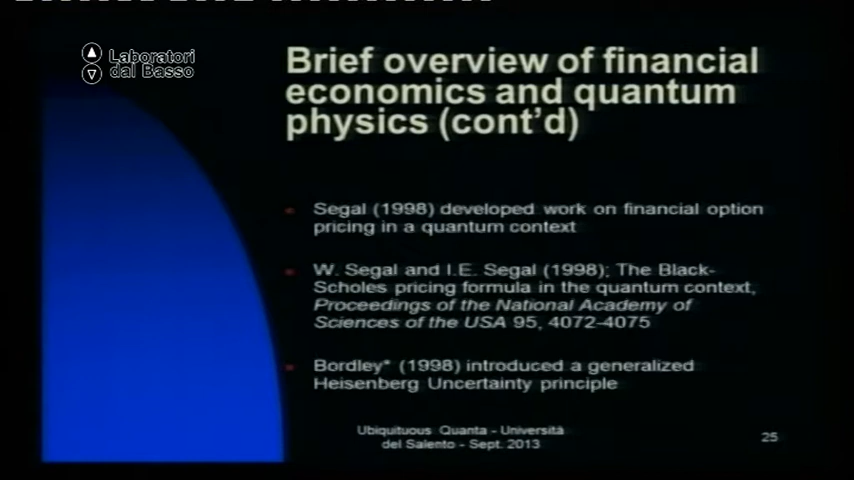 Laboratori
dal Basso
Brief overview of financial
economics and quantum
physics (cont'd)
Segal (1998) developed work on financial option
pricing in a quantum context
W. Segal and I.E. Segal (1998); The Black-
Scholes pricing formula in the quantum context,
Proceedings of the National Academy of
Sciences of the USA 95, 4072-4075
Bordley* (1998) introduced a generalized
Heisenberg Uncertainty principle
Ubiquituous Quanta - Università
del Salento - Sept. 2013
25